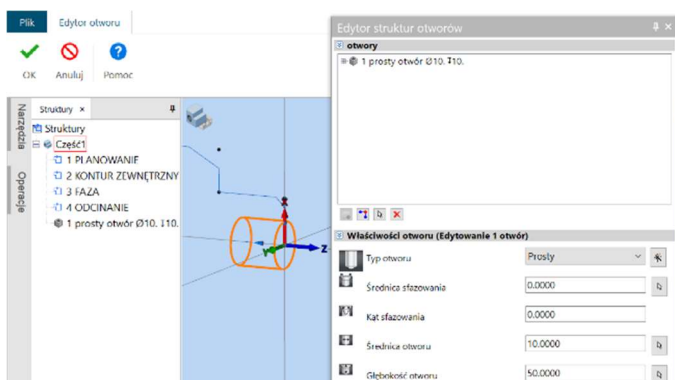 Plik
Edytor otworu
OK
Anuluj
Pomoc
Narzędzia
Operacje
Struktury ×
Struktury
Część1
1 PLANOWANIE
2 KONTUR ZEWNĘTRZNY
3 FAZA
4 ODCINANIE
1 prosty otwór Ø10. ↧10.
X
Y
Z
Edytor struktur otworów
otwory
1 prosty otwór Ø10. ↧10.
Właściwości otworu (Edytowanie 1 otwór)
Typ otworu Prosty
Średnica sfazowania 0.0000
Kąt sfazowania 0.0000
Średnica otworu 10.0000
Głębokość otworu 50.0000